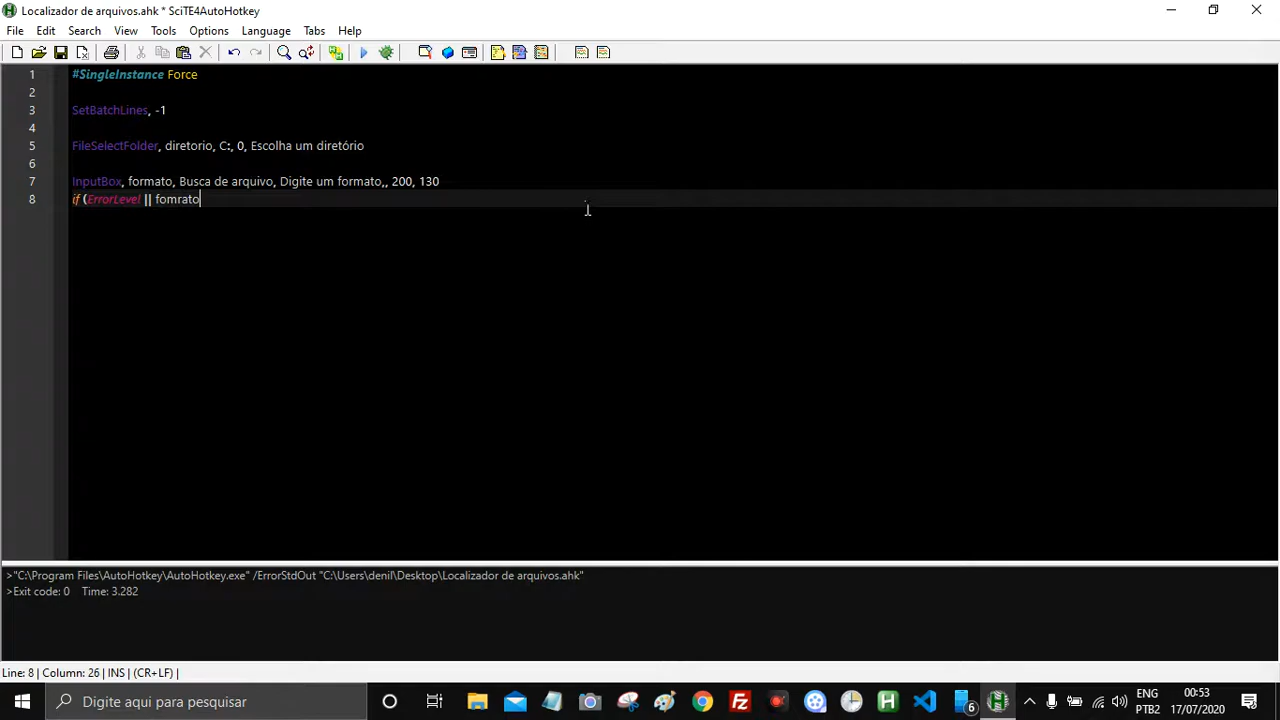 Localizador de arquivos.ahk * SciTE4AutoHotkey
File Edit Search View Tools Options Language Tabs Help
1 #SingleInstance Force
2
3 SetBatchLines, -1
4
5 FileSelectFolder, diretorio, C:, 0, Escolha um diretório
6
7 InputBox, formato, Busca de arquivo, Digite um formato,, 200, 130
8 if (ErrorLevel || fomrato
>"C:\Program Files\AutoHotkey\AutoHotkey.exe" /ErrorStdOut "C:\Users\denil\Desktop\Localizador de arquivos.ahk"
>Exit code: 0 Time: 3.282
Line: 8 | Column: 26 | INS | (CR+LF) |
Digite aqui para pesquisar
6
ENG 00:53
PTB2 17/07/2020